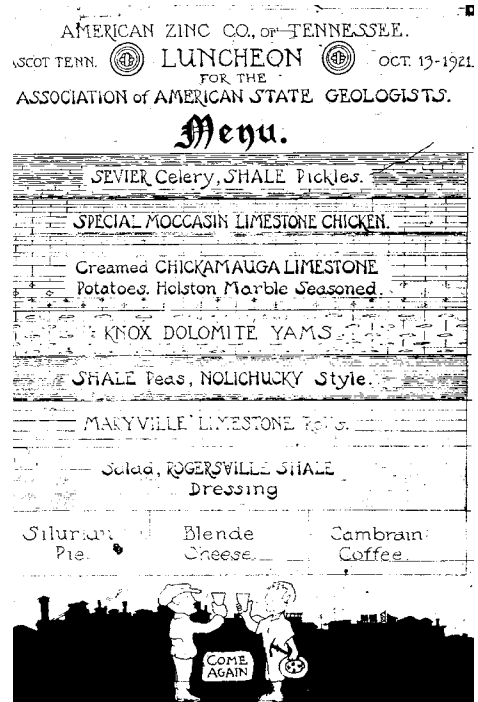 AMERICAN ZINC CO., OF TENNESSEE.
MASCOT TENN. LUNCHEON OCT. 13-1921.
FOR THE
ASSOCIATION of AMERICAN STATE GEOLOGISTS.
Menu.
SEVIER Celery, SHALE Pickles.
SPECIAL MOCCASIN LIMESTONE CHICKEN.
Creamed CHICKAMAUGA LIMESTONE
Potatoes. Holston Marble Seasoned.
KNOX DOLOMITE YAMS
SHALE Peas, NOLICHUCKY Style.
MARYVILLE LIMESTONE Rolls.
Salad, ROGERSVILLE SHALE
Dressing
Silurian Pie.
Blende Cheese.
Cambrain Coffee.
COME
AGAIN